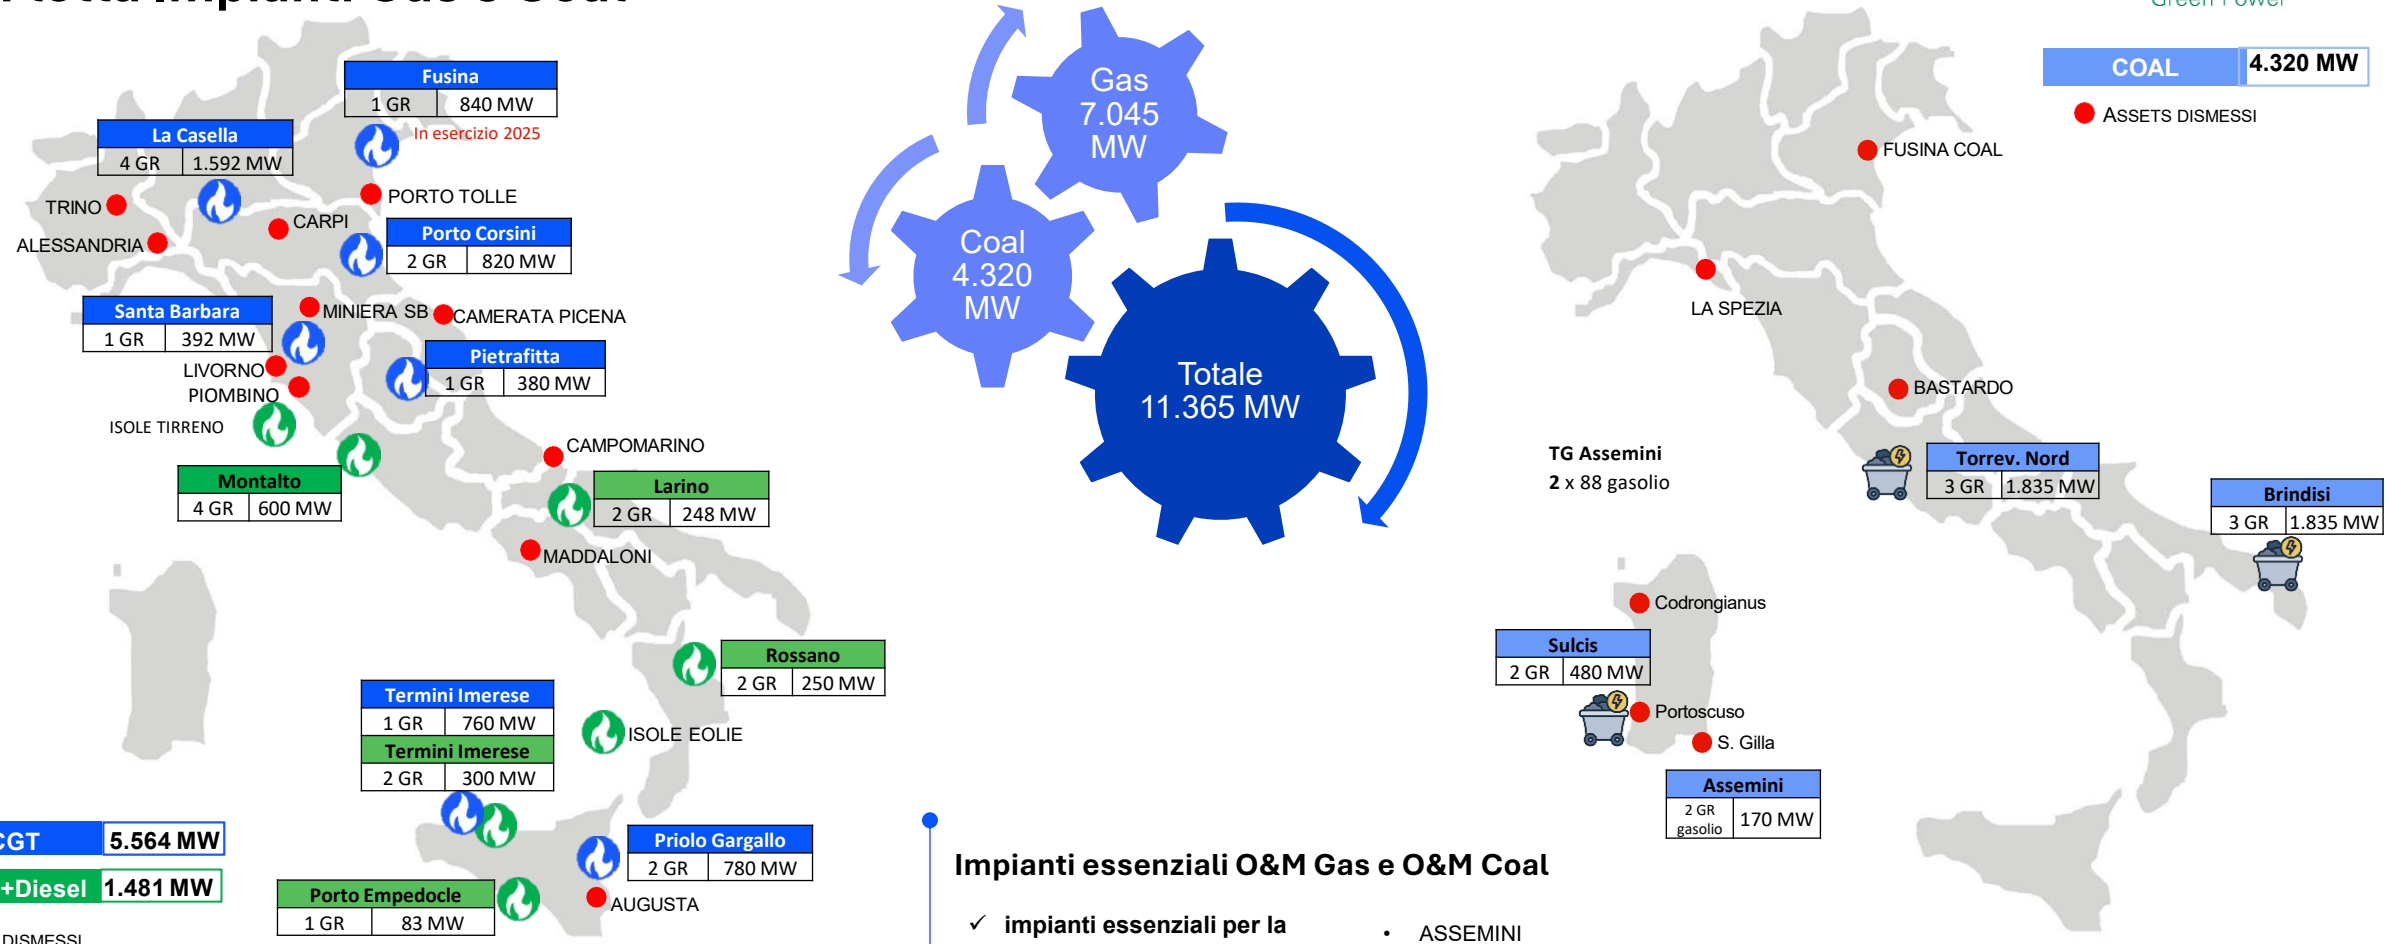 Flotta Impianti Gas e Coal
Green Power
Fusina
1 GR 840 MW
In esercizio 2025
La Casella
4 GR 1.592 MW
TRINO
PORTO TOLLE
CARPI
ALESSANDRIA
Porto Corsini
2 GR 820 MW
Santa Barbara
1 GR 392 MW
MINIERA SB
CAMERATA PICENA
LIVORNO
PIOMBINO
Pietrafitta
1 GR 380 MW
ISOLE TIRRENO
CAMPOMARINO
Montalto
4 GR 600 MW
Larino
2 GR 248 MW
MADDALONI
Rossano
2 GR 250 MW
Termini Imerese
1 GR 760 MW
Termini Imerese
2 GR 300 MW
ISOLE EOLIE
CGT 5.564 MW
+Diesel 1.481 MW
DISMESSI
Priolo Gargallo
2 GR 780 MW
Porto Empedocle
1 GR 83 MW
AUGUSTA
Gas
7.045
MW
Coal
4.320
MW
Totale
11.365 MW
Impianti essenziali O&M Gas e O&M Coal
✓ impianti essenziali per la
• ASSEMINI
COAL 4.320 MW
ASSETS DISMESSI
FUSINA COAL
LA SPEZIA
BASTARDO
TG Assemini
2 x 88 gasolio
Torrev. Nord
3 GR 1.835 MW
Brindisi
3 GR 1.835 MW
Codrongianus
Sulcis
2 GR 480 MW
Portoscuso
S. Gilla
Assemini
2 GR
gasolio
170 MW